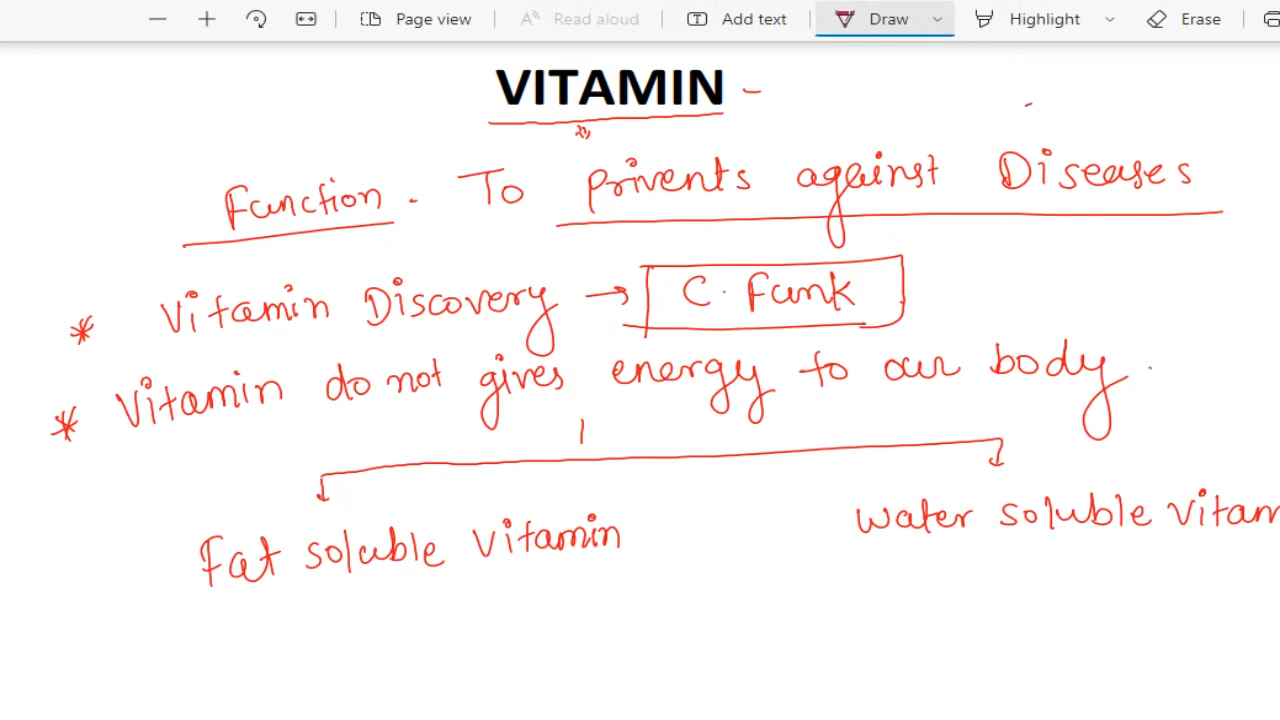 Page view Read aloud Add text Draw Highlight Erase
VITAMIN -
Function. To Privents against Diseases
* Vitamin Discovery → C. Funk
* Vitamin do not gives energy to our body.
Fat soluble vitamin
water soluble vitam